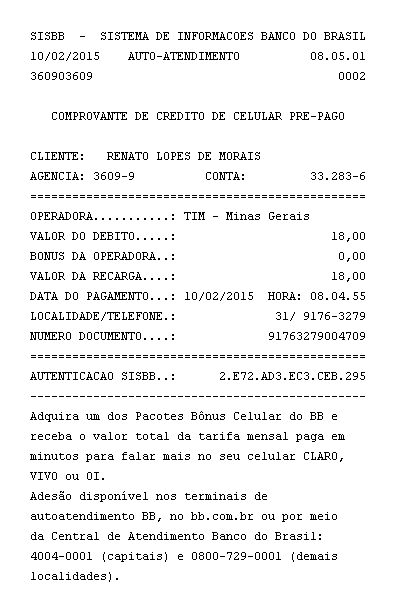 SISBB  -  SISTEMA DE INFORMACOES BANCO DO BRASIL
10/02/2015    AUTO-ATENDIMENTO          08.05.01
360903609                                   0002
COMPROVANTE DE CREDITO DE CELULAR PRE-PAGO
CLIENTE:   RENATO LOPES DE MORAIS
AGENCIA: 3609-9          CONTA:         33.283-6
================================================
OPERADORA...........: TIM - Minas Gerais
VALOR DO DEBITO.....:                      18,00
BONUS DA OPERADORA..:                       0,00
VALOR DA RECARGA....:                      18,00
DATA DO PAGAMENTO...: 10/02/2015  HORA: 08.04.55
LOCALIDADE/TELEFONE.:              31/ 9176-3279
NUMERO DOCUMENTO....:             91763279004709
================================================
AUTENTICACAO SISBB..:      2.E72.AD3.EC3.CEB.295
------------------------------------------------
Adquira um dos Pacotes Bônus Celular do BB e
receba o valor total da tarifa mensal paga em
minutos para falar mais no seu celular CLARO,
VIVO ou OI.
Adesão disponível nos terminais de
autoatendimento BB, no bb.com.br ou por meio
da Central de Atendimento Banco do Brasil:
4004-0001 (capitais) e 0800-729-0001 (demais
localidades).